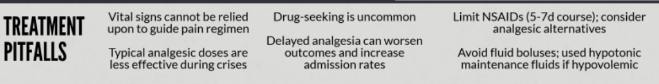 TREATMENT
PITFALLS
Vital signs cannot be relied
upon to guide pain regimen
Typical analgesic doses are
less effective during crises
Drug-seeking is uncommon
Delayed analgesia can worsen
outcomes and increase
admission rates
Limit NSAIDs (5-7d course); consider
analgesic alternatives
Avoid fluid boluses; used hypotonic
maintenance fluids if hypovolemic